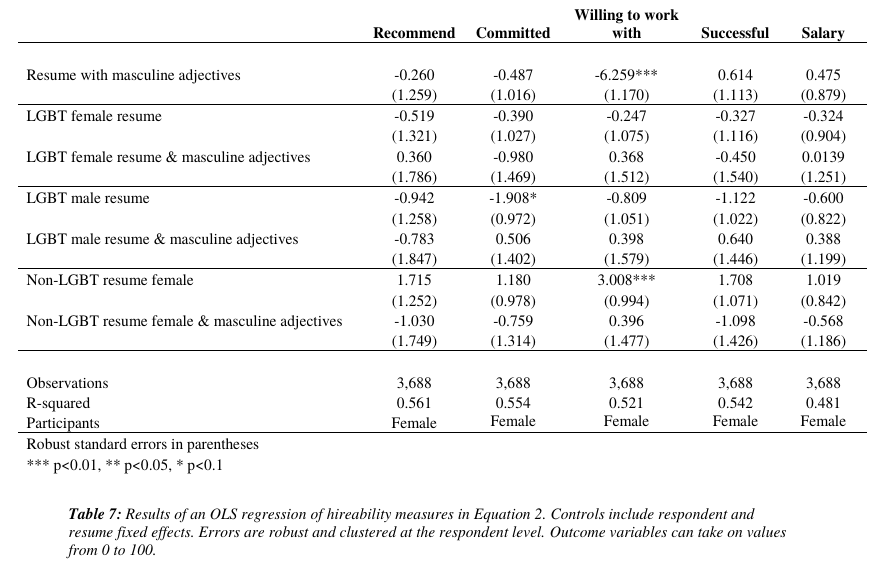 Willing to work
Recommend Committed with Successful Salary
Resume with masculine adjectives -0.260 -0.487 -6.259*** 0.614 0.475
(1.259) (1.016) (1.170) (1.113) (0.879)
LGBT female resume -0.519 -0.390 -0.247 -0.327 -0.324
(1.321) (1.027) (1.075) (1.116) (0.904)
LGBT female resume & masculine adjectives 0.360 -0.980 0.368 -0.450 0.0139
(1.786) (1.469) (1.512) (1.540) (1.251)
LGBT male resume -0.942 -1.908* -0.809 -1.122 -0.600
(1.258) (0.972) (1.051) (1.022) (0.822)
LGBT male resume & masculine adjectives -0.783 0.506 0.398 0.640 0.388
(1.847) (1.402) (1.579) (1.446) (1.199)
Non-LGBT resume female 1.715 1.180 3.008*** 1.708 1.019
(1.252) (0.978) (0.994) (1.071) (0.842)
Non-LGBT resume female & masculine adjectives -1.030 -0.759 0.396 -1.098 -0.568
(1.749) (1.314) (1.477) (1.426) (1.186)
Observations 3,688 3,688 3,688 3,688 3,688
R-squared 0.561 0.554 0.521 0.542 0.481
Participants Female Female Female Female Female
Robust standard errors in parentheses
*** p<0.01, ** p<0.05, * p<0.1
Table 7: Results of an OLS regression of hireability measures in Equation 2. Controls include respondent and
resume fixed effects. Errors are robust and clustered at the respondent level. Outcome variables can take on values
from 0 to 100.